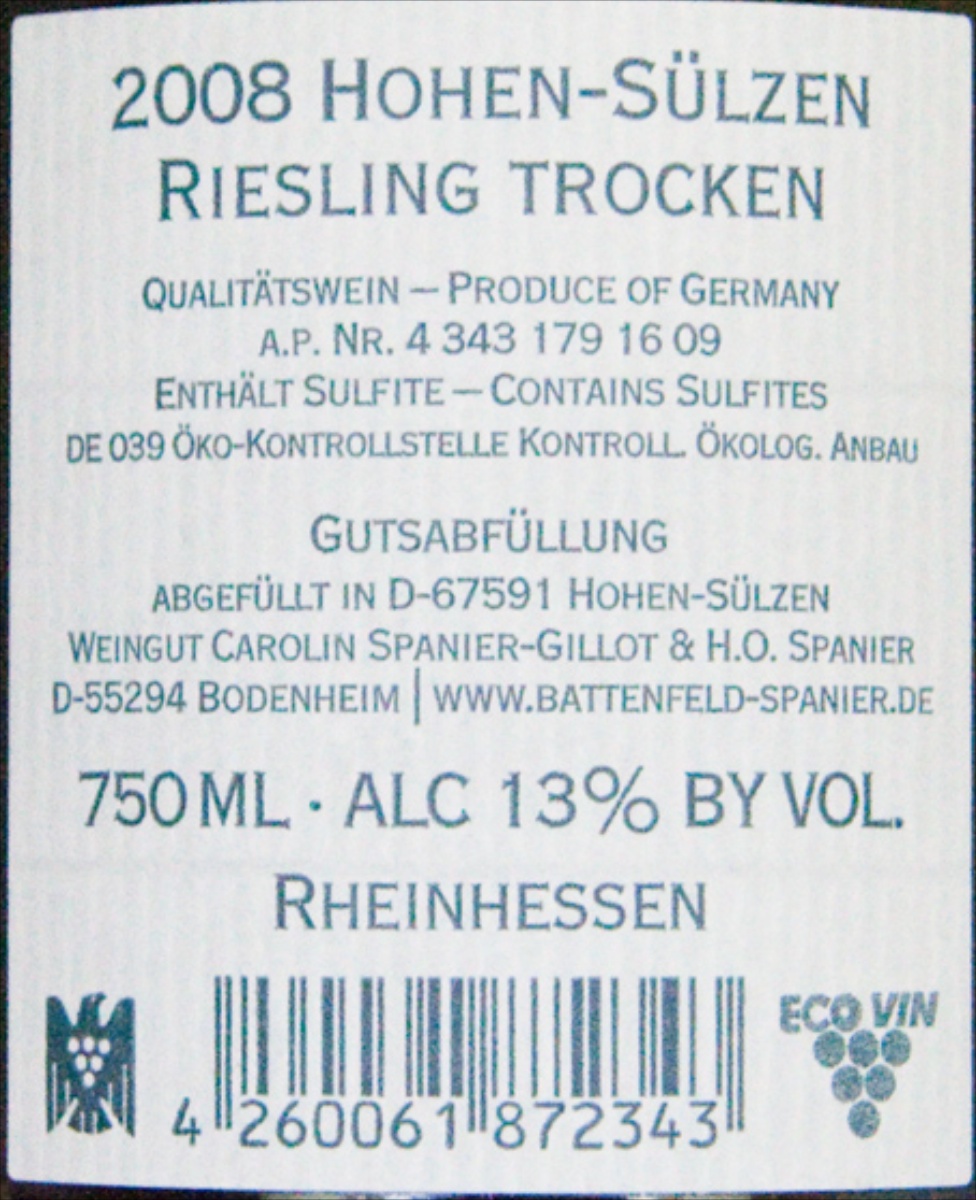 2008 HOHEN-SÜLZEN
RIESLING TROCKEN
QUALITÄTSWEIN – PRODUCE OF GERMANY
A.P. NR. 4 343 179 16 09
ENTHÄLT SULFITE – CONTAINS SULFITES
DE 039 ÖKO-KONTROLLSTELLE KONTROLL. ÖKOLOG. ANBAU
GUTSABFÜLLUNG
ABGEFÜLLT IN D-67591 HOHEN-SÜLZEN
WEINGUT CAROLIN SPANIER-GILLOT & H.O. SPANIER
D-55294 BODENHEIM | WWW.BATTENFELD-SPANIER.DE
750 ML · ALC 13% BY VOL.
RHEINHESSEN
ECO VIN
4 260061 872343